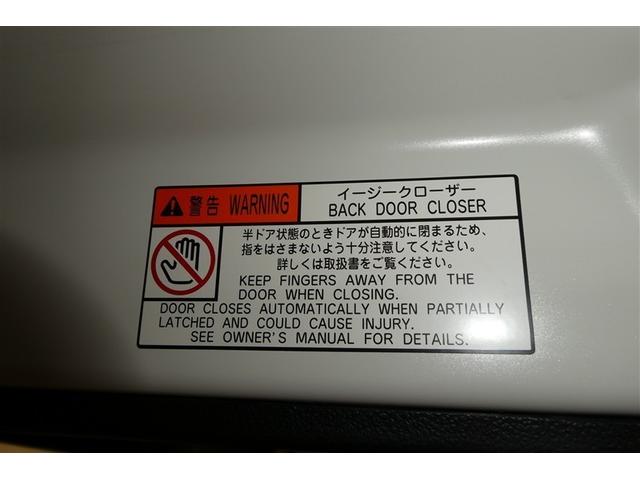 警告 WARNING
イージークローザー
BACK DOOR CLOSER
半ドア状態のときドアが自動的に閉まるため、
指をはさまないよう十分注意してください。
詳しくは取扱書をご覧ください。
KEEP FINGERS AWAY FROM THE
DOOR WHEN CLOSING.
DOOR CLOSES AUTOMATICALLY WHEN PARTIALLY
LATCHED AND COULD CAUSE INJURY.
SEE OWNER'S MANUAL FOR DETAILS.